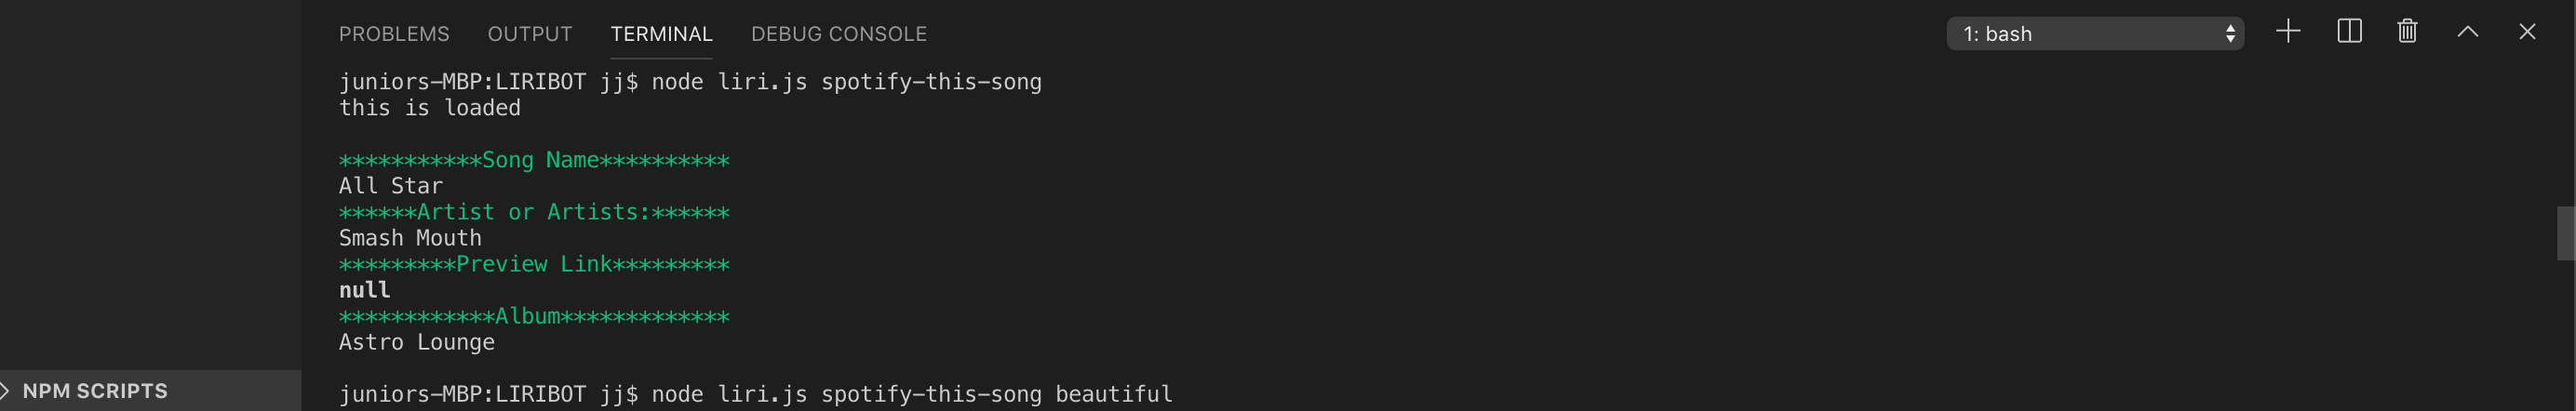 PROBLEMS OUTPUT TERMINAL DEBUG CONSOLE 1: bash
juniors-MBP:LIRIBOT jj$ node liri.js spotify-this-song
this is loaded
***********Song Name**********
All Star
******Artist or Artists:******
Smash Mouth
*********Preview Link*********
null
************Album*************
Astro Lounge
NPM SCRIPTS
juniors-MBP:LIRIBOT jj$ node liri.js spotify-this-song beautiful